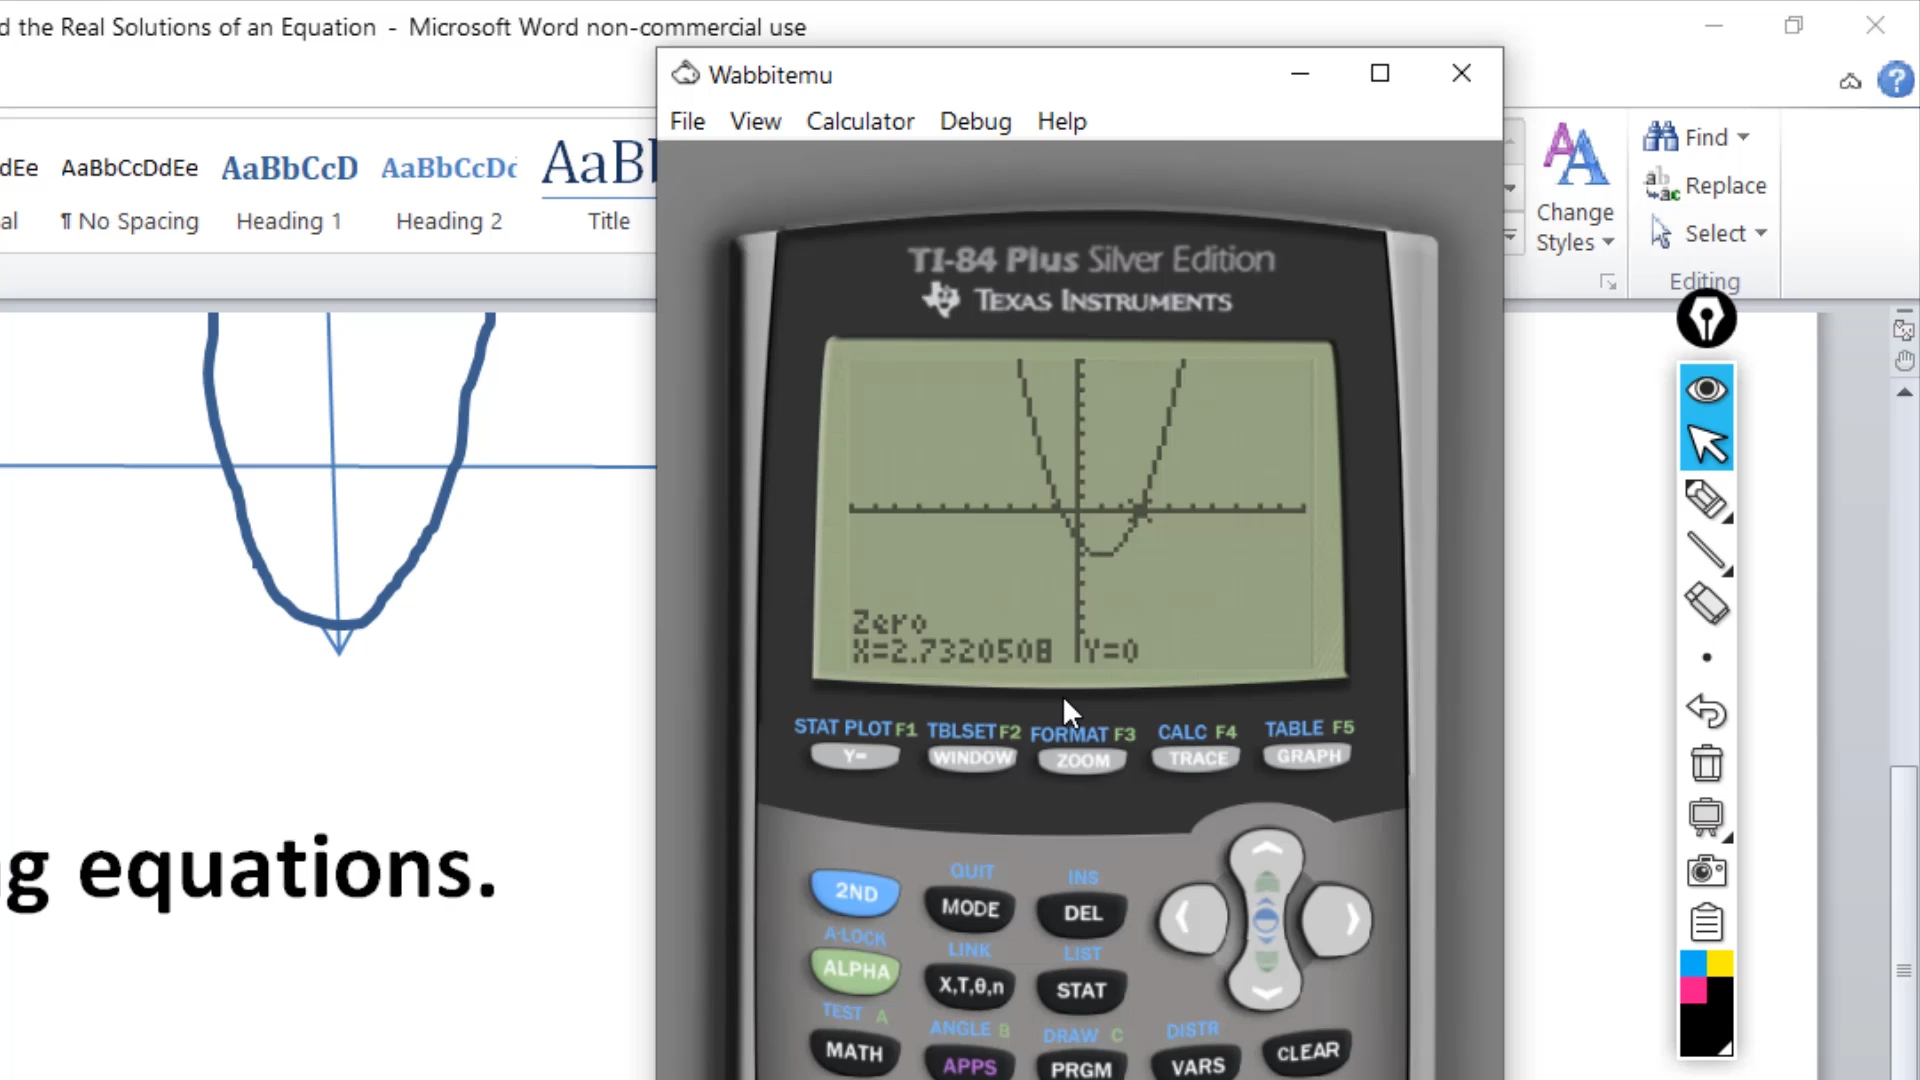 d the Real Solutions of an Equation - Microsoft Word non-commercial use
Wabbitemu
File View Calculator Debug Help
dEe AaBbCcDdEe AaBbCcD AaBbCcDc AaBb
al ¶ No Spacing Heading 1 Heading 2 Title
Change Styles
Find
Replace
Select
Editing
TI-84 Plus Silver Edition
TEXAS INSTRUMENTS
Zero
X=2.7320508 Y=0
STAT PLOT F1 TBLSET F2 FORMAT F3 CALC F4 TABLE F5
Y= WINDOW ZOOM TRACE GRAPH
g equations.
QUIT INS
2ND MODE DEL
A-LOCK LINK LIST
ALPHA X,T,θ,n STAT
TEST A ANGLE B DRAW C DISTR
MATH APPS PRGM VARS CLEAR